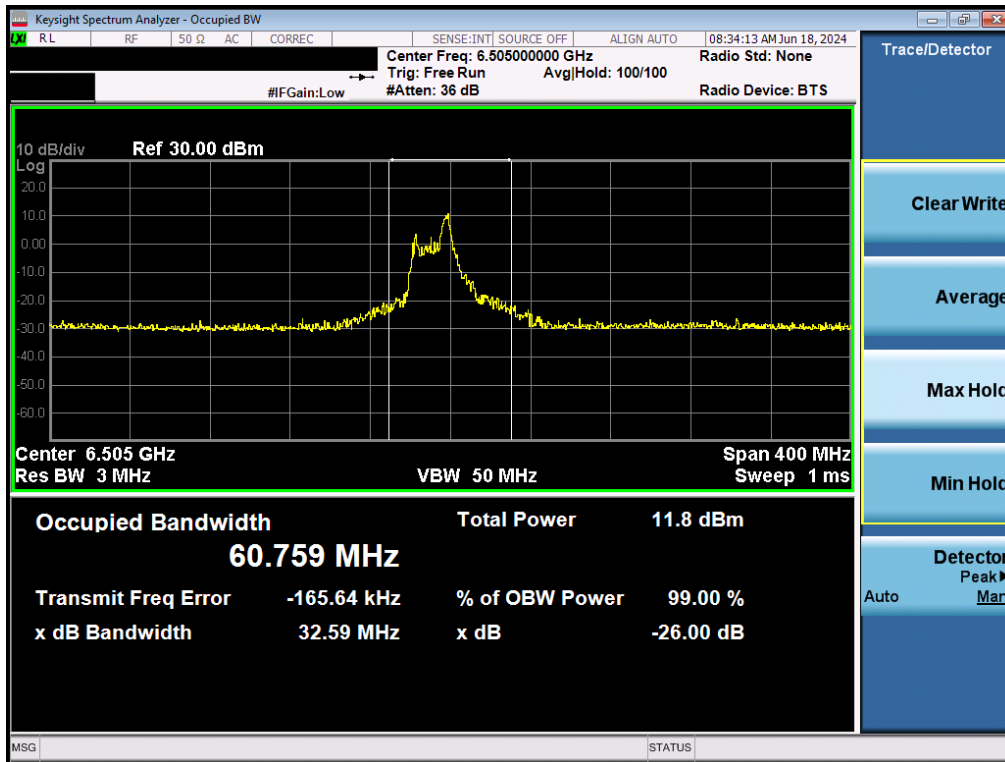 Keysight Spectrum Analyzer - Occupied BW
LXI RL RF 50 Ω AC CORREC SENSE:INT SOURCE OFF ALIGN AUTO 08:34:13 AM Jun 18, 2024
Center Freq: 6.505000000 GHz Radio Std: None
Trig: Free Run Avg|Hold: 100/100
#IFGain:Low #Atten: 36 dB Radio Device: BTS
10 dB/div Ref 30.00 dBm
Log
20.0
10.0
0.00
-10.0
-20.0
-30.0
-40.0
-50.0
-60.0
Center 6.505 GHz Span 400 MHz
Res BW 3 MHz VBW 50 MHz Sweep 1 ms
Occupied Bandwidth Total Power 11.8 dBm
60.759 MHz
Transmit Freq Error -165.64 kHz % of OBW Power 99.00 %
x dB Bandwidth 32.59 MHz x dB -26.00 dB
Trace/Detector
Clear Write
Average
Max Hold
Min Hold
Detector
Peak▶
Auto Man
MSG STATUS